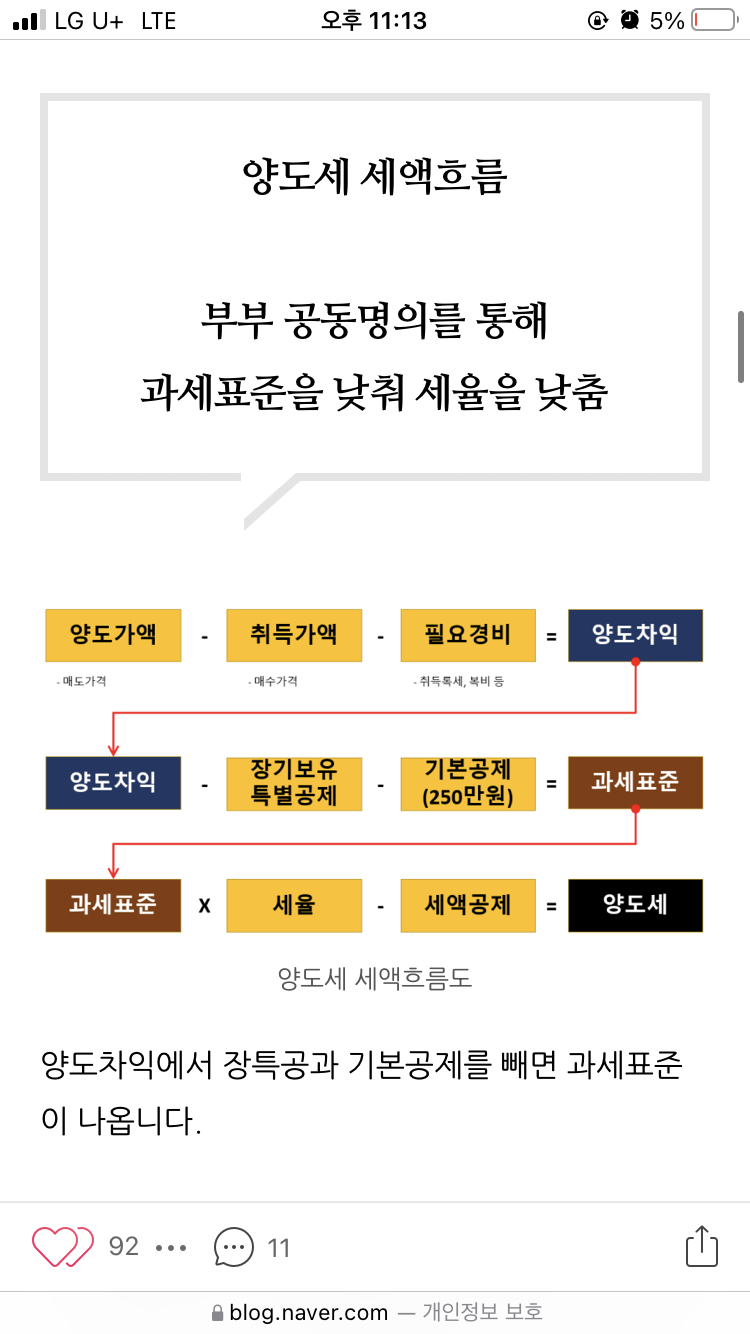 LG U+ LTE 오후 11:13 5%
양도세 세액흐름
부부 공동명의를 통해
과세표준을 낮춰 세율을 낮춤
양도가액 - 취득가액 - 필요경비 = 양도차익
- 매도가격 - 매수가격 - 취득록세, 복비 등
양도차익 - 장기보유 특별공제 - 기본공제 (250만원) = 과세표준
과세표준 X 세율 - 세액공제 = 양도세
양도세 세액흐름도
양도차익에서 장특공과 기본공제를 빼면 과세표준
이 나옵니다.
92 11
blog.naver.com — 개인정보 보호